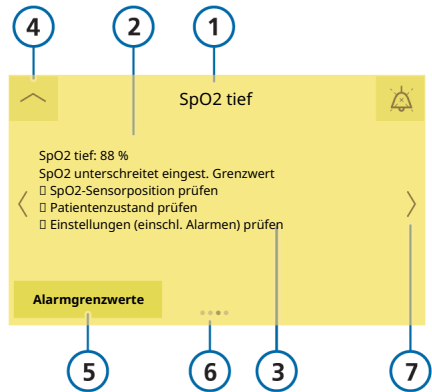 4 2 1
SpO2 tief
SpO2 tief: 88 %
SpO2 unterschreitet eingest. Grenzwert
▯ SpO2-Sensorposition prüfen
▯ Patientenzustand prüfen
▯ Einstellungen (einschl. Alarmen) prüfen
Alarmgrenzwerte
5 6 3 7